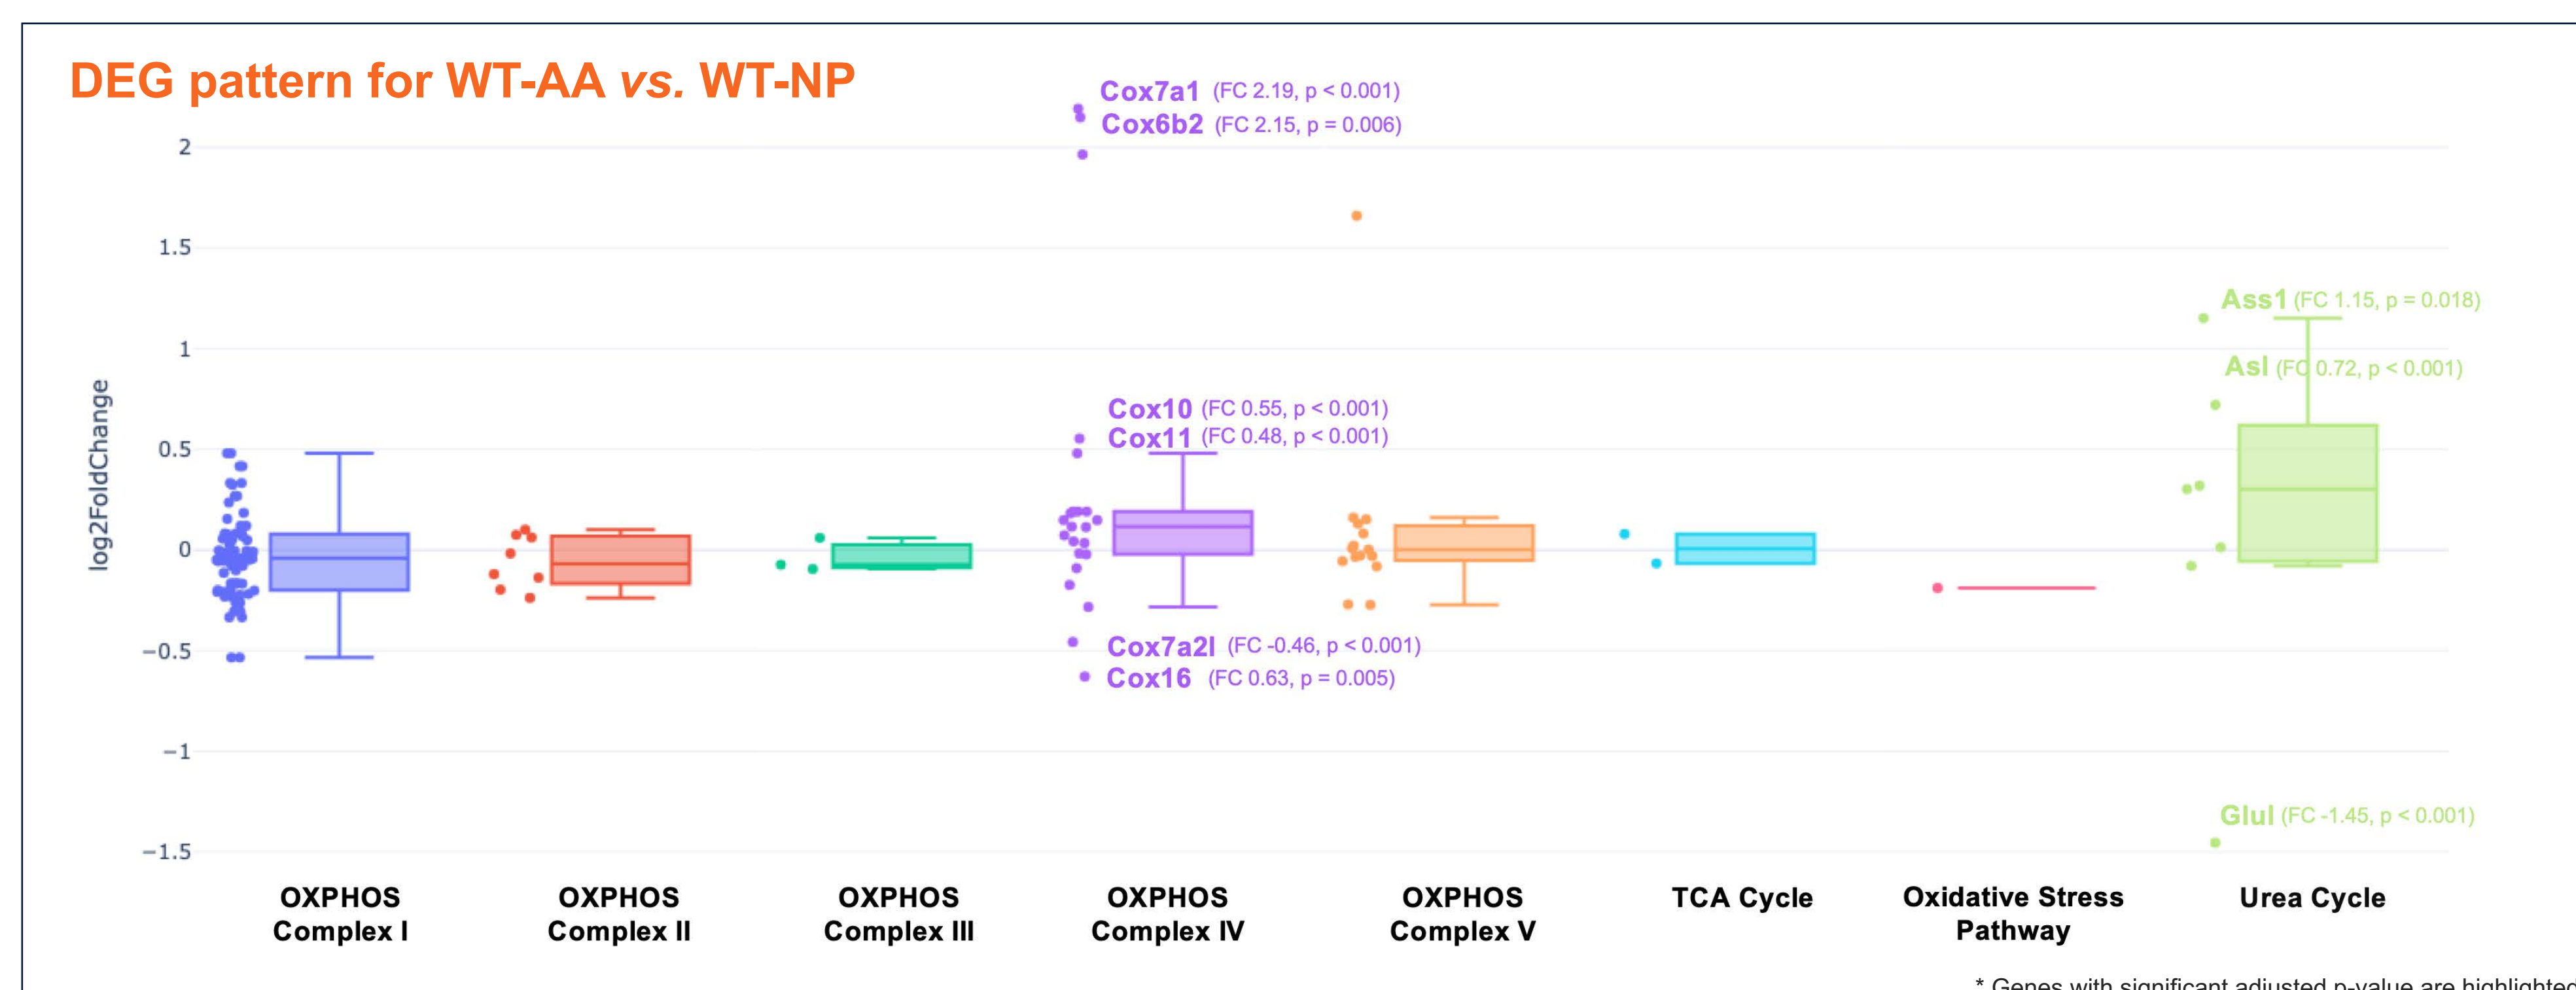 DEG pattern for WT-AA vs. WT-NP
Cox7a1 (FC 2.19, p < 0.001)
Cox6b2 (FC 2.15, p = 0.006)
2
1.5
Ass1 (FC 1.15, p = 0.018)
1
Asl (FC 0.72, p < 0.001)
log2FoldChange
Cox10 (FC 0.55, p < 0.001)
Cox11 (FC 0.48, p < 0.001)
0.5
0
−0.5
Cox7a2l (FC -0.46, p < 0.001)
Cox16 (FC 0.63, p = 0.005)
−1
Glul (FC -1.45, p < 0.001)
−1.5
OXPHOS
Complex I
OXPHOS
Complex II
OXPHOS
Complex III
OXPHOS
Complex IV
OXPHOS
Complex V
TCA Cycle
Oxidative Stress
Pathway
Urea Cycle
* Genes with significant adjusted p-value are highlighted